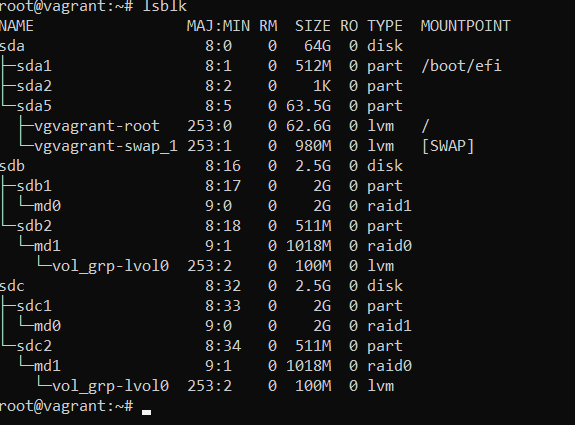 root@vagrant:~# lsblk
NAME                 MAJ:MIN RM  SIZE RO TYPE  MOUNTPOINT
sda                    8:0    0   64G  0 disk
├─sda1                 8:1    0  512M  0 part  /boot/efi
├─sda2                 8:2    0    1K  0 part
└─sda5                 8:5    0 63.5G  0 part
  ├─vgvagrant-root   253:0    0 62.6G  0 lvm   /
  └─vgvagrant-swap_1 253:1    0  980M  0 lvm   [SWAP]
sdb                    8:16   0  2.5G  0 disk
├─sdb1                 8:17   0    2G  0 part
│ └─md0                9:0    0    2G  0 raid1
└─sdb2                 8:18   0  511M  0 part
  └─md1                9:1    0 1018M  0 raid0
    └─vol_grp-lvol0  253:2    0  100M  0 lvm
sdc                    8:32   0  2.5G  0 disk
├─sdc1                 8:33   0    2G  0 part
│ └─md0                9:0    0    2G  0 raid1
└─sdc2                 8:34   0  511M  0 part
  └─md1                9:1    0 1018M  0 raid0
    └─vol_grp-lvol0  253:2    0  100M  0 lvm
root@vagrant:~#